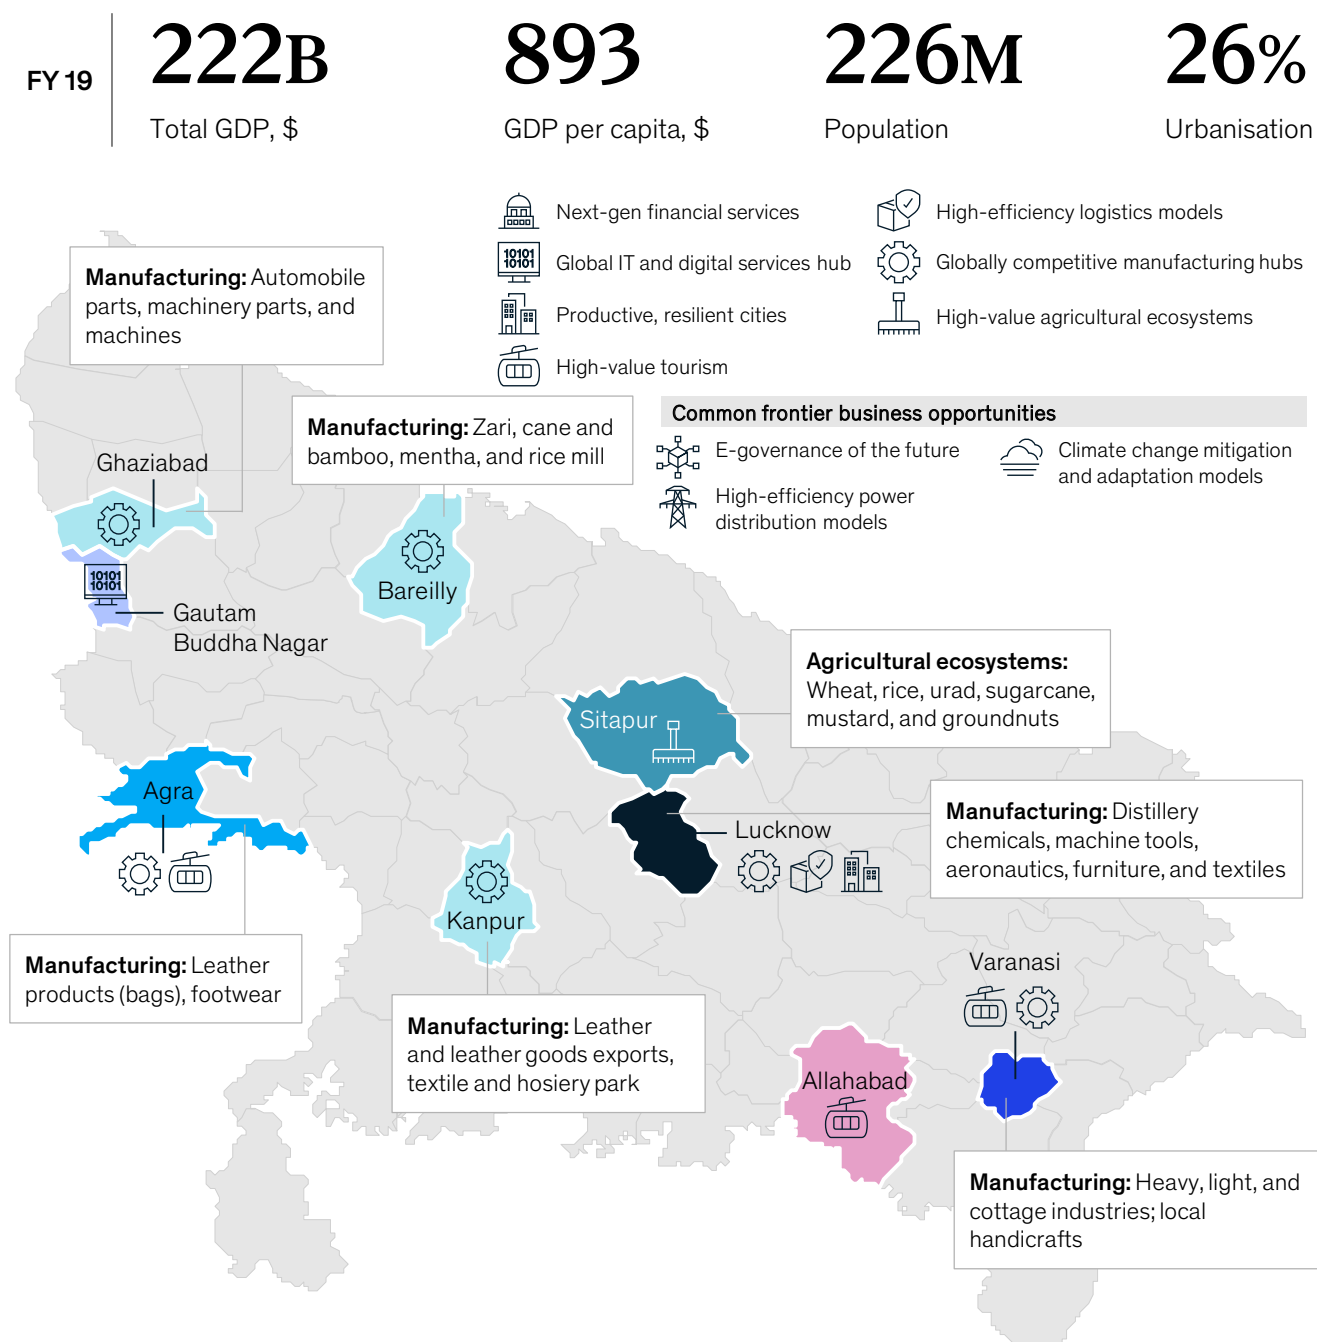 FY 19
222B
Total GDP, $
893
GDP per capita, $
226M
Population
26%
Urbanisation
Next-gen financial services
Global IT and digital services hub
Productive, resilient cities
High-value tourism
High-efficiency logistics models
Globally competitive manufacturing hubs
High-value agricultural ecosystems
Common frontier business opportunities
E-governance of the future
High-efficiency power
distribution models
Climate change mitigation
and adaptation models
Manufacturing: Automobile
parts, machinery parts, and
machines
Manufacturing: Zari, cane and
bamboo, mentha, and rice mill
Ghaziabad
10101
10101
10101
10101
Gautam
Buddha Nagar
Bareilly
Agricultural ecosystems:
Wheat, rice, urad, sugarcane,
mustard, and groundnuts
Sitapur
Agra
Manufacturing: Distillery
chemicals, machine tools,
aeronautics, furniture, and textiles
Lucknow
Kanpur
Manufacturing: Leather
products (bags), footwear
Varanasi
Manufacturing: Leather
and leather goods exports,
textile and hosiery park
Allahabad
Manufacturing: Heavy, light, and
cottage industries; local
handicrafts